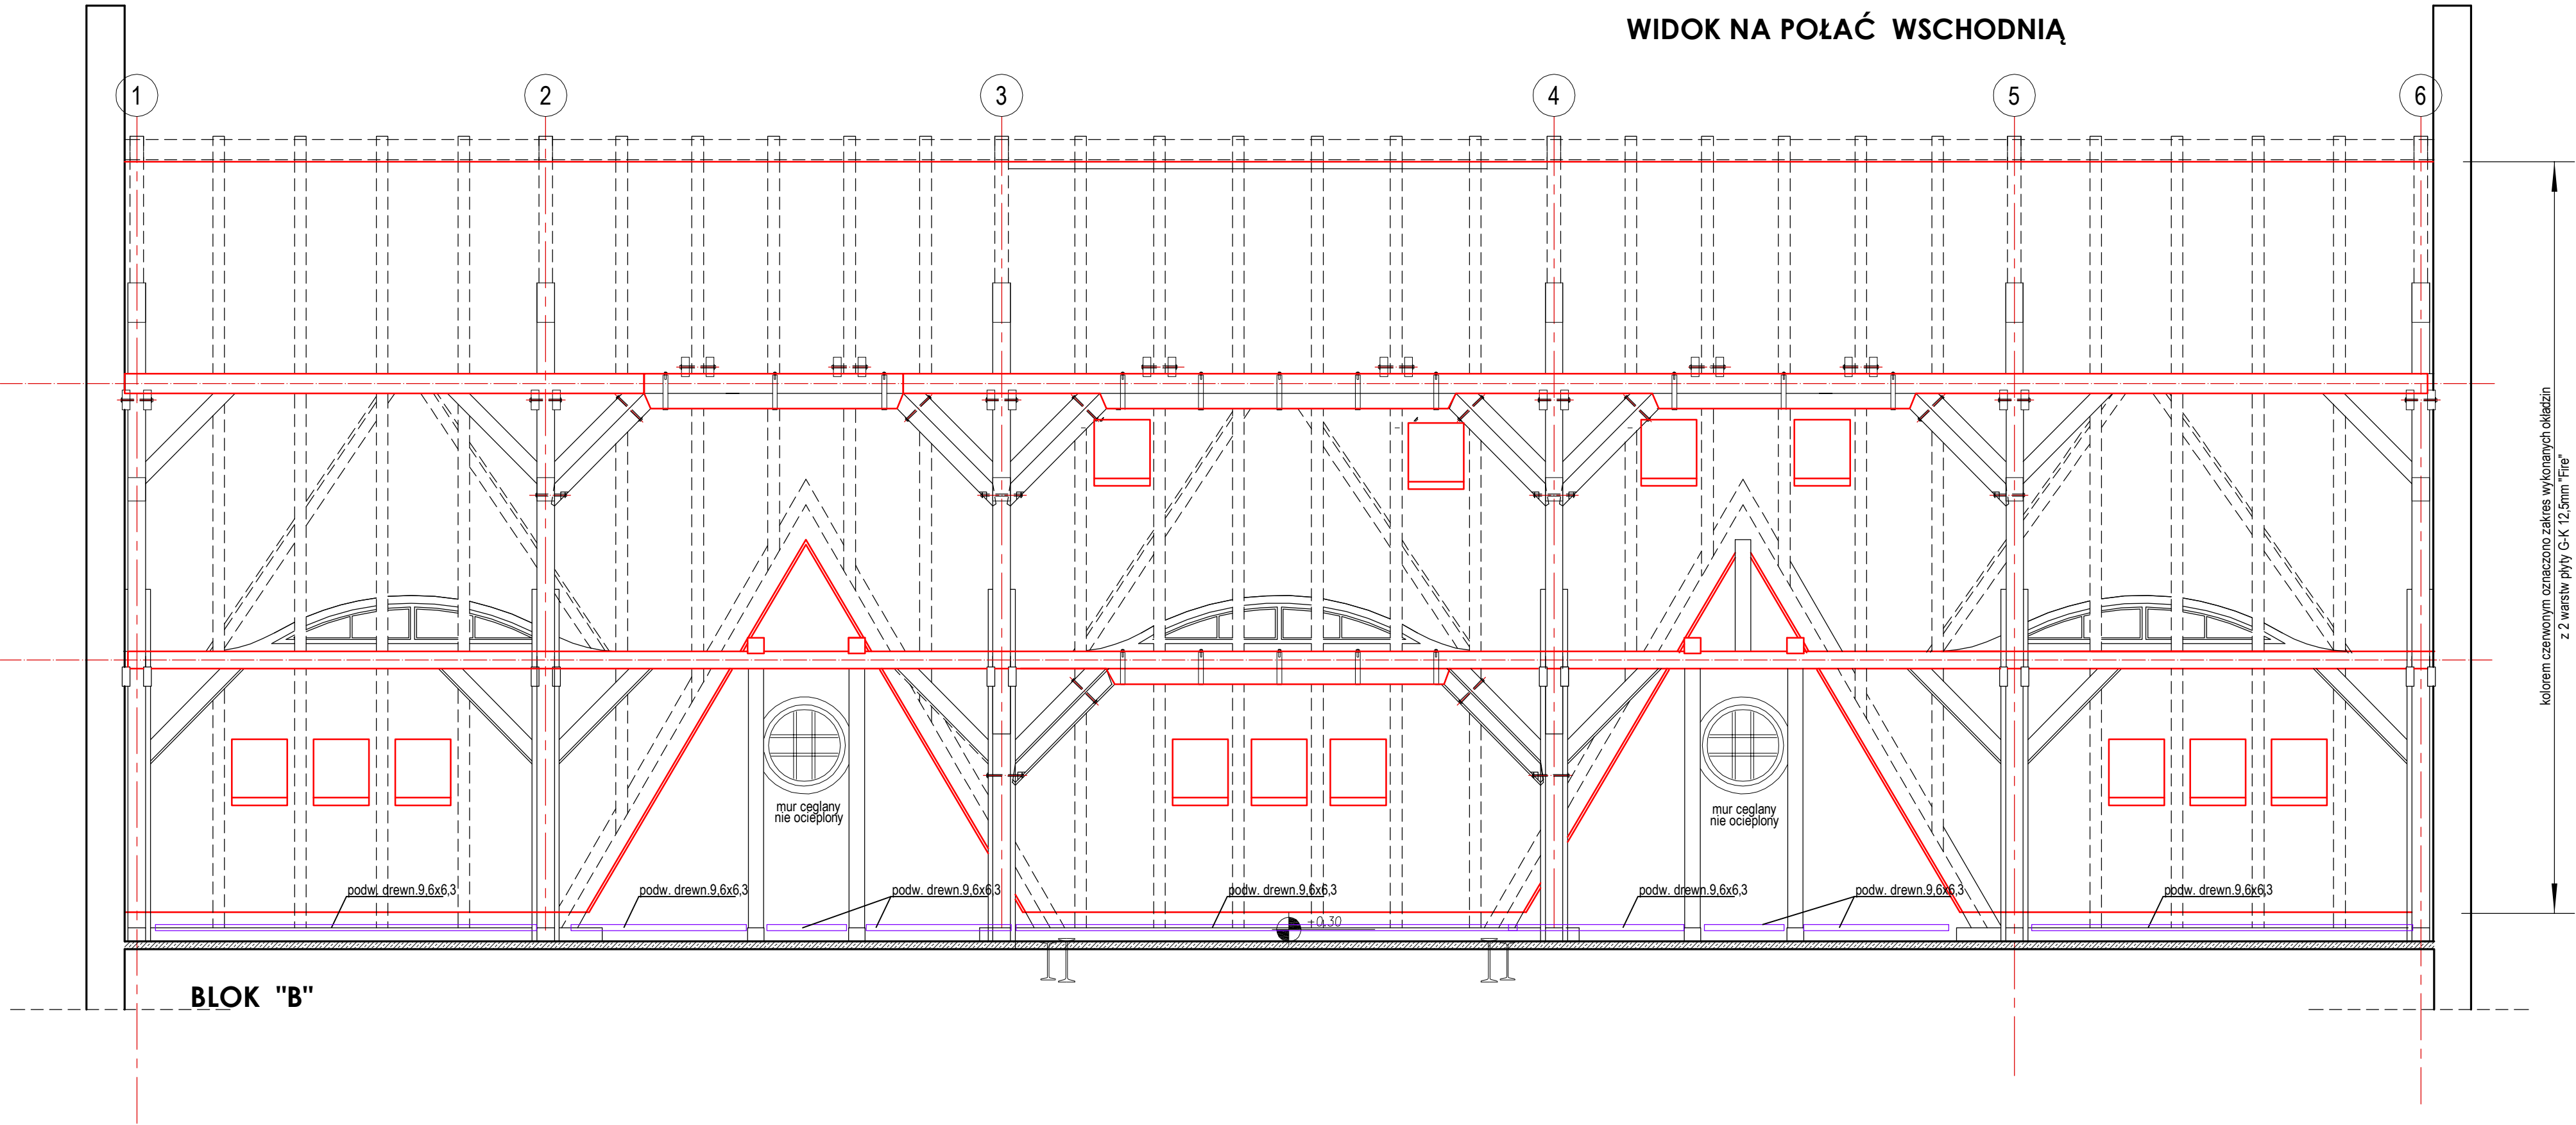 WIDOK NA POŁAĆ WSCHODNIĄ
1
2
3
4
5
6
kolorem czerwonym oznaczono zakres wykonanych okładzin
z 2 warstw płyty G-K 12,5mm "Fire"
mur ceglany
nie ocieplony
mur ceglany
nie ocieplony
podw. drewn.9,6x6,3
podw. drewn.9,6x6,3
podw. drewn.9,6x6,3
podw. drewn.9,6x6,3
podw. drewn.9,6x6,3
podw. drewn.9,6x6,3
podw. drewn.9,6x6,3
+0,30
BLOK "B"